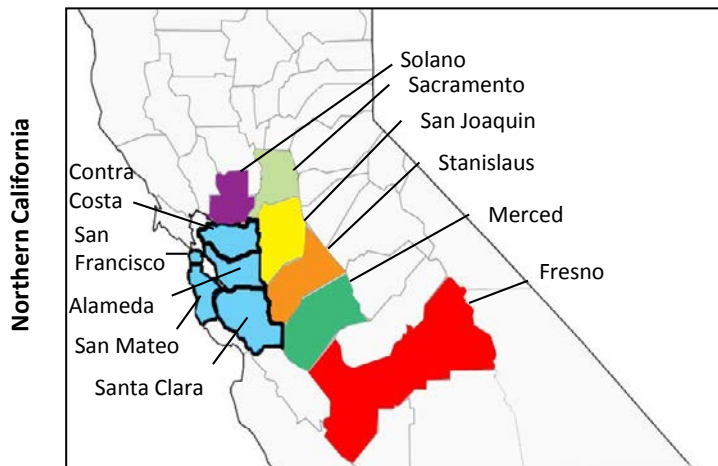 Northern California
Solano
Sacramento
San Joaquin
Stanislaus
Merced
Fresno
Contra
Costa
San
Francisco
Alameda
San Mateo
Santa Clara